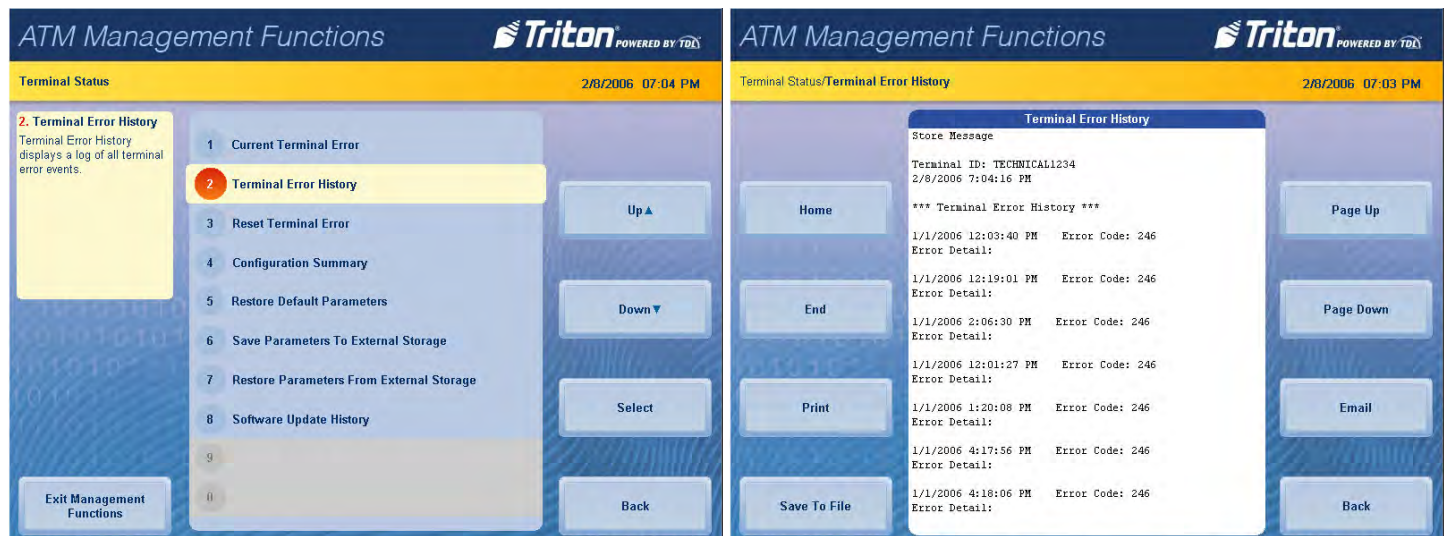 ATM Management Functions
Triton POWERED BY TDL
Terminal Status
2/8/2006 07:04 PM
2. Terminal Error History
Terminal Error History
displays a log of all terminal
error events.
1 Current Terminal Error
2 Terminal Error History
3 Reset Terminal Error
4 Configuration Summary
5 Restore Default Parameters
6 Save Parameters To External Storage
7 Restore Parameters From External Storage
8 Software Update History
9
0
Up▲
Down▼
Select
Back
Exit Management
Functions
ATM Management Functions
Triton POWERED BY TDL
Terminal Status/Terminal Error History
2/8/2006 07:03 PM
Home
End
Print
Save To File
Terminal Error History
Store Message
Terminal ID: TECHNICAL1234
2/8/2006 7:04:16 PM
*** Terminal Error History ***
1/1/2006 12:03:40 PM Error Code: 246
Error Detail:
1/1/2006 12:19:01 PM Error Code: 246
Error Detail:
1/1/2006 2:06:30 PM Error Code: 246
Error Detail:
1/1/2006 12:01:27 PM Error Code: 246
Error Detail:
1/1/2006 1:20:08 PM Error Code: 246
Error Detail:
1/1/2006 4:17:56 PM Error Code: 246
Error Detail:
1/1/2006 4:18:06 PM Error Code: 246
Error Detail:
Page Up
Page Down
Email
Back